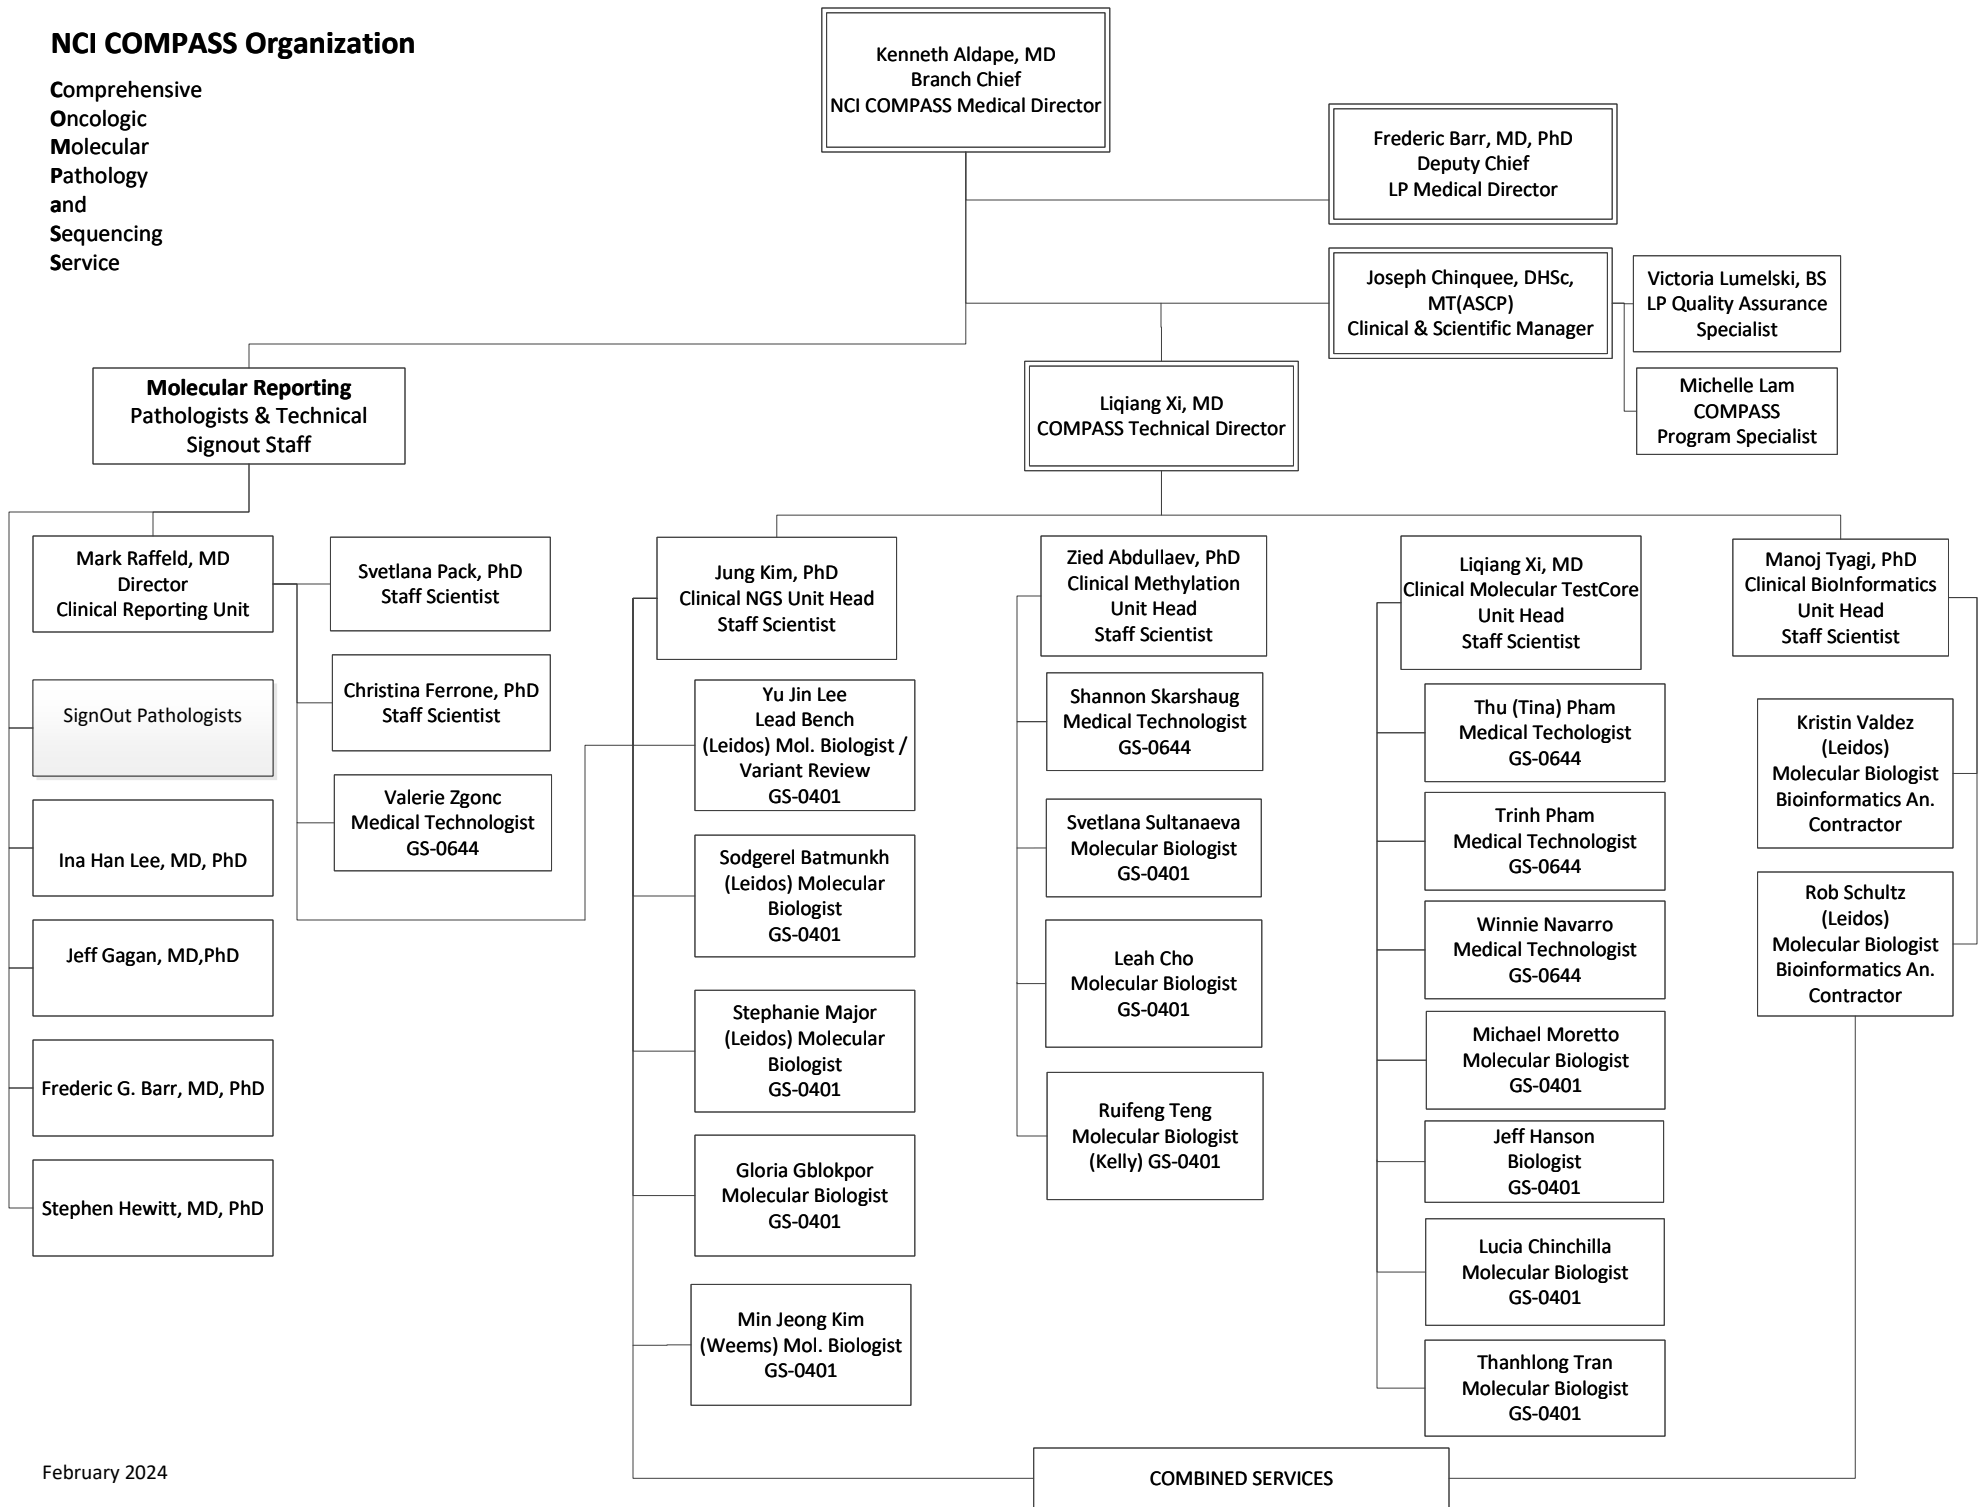 NCI COMPASS Organization
Comprehensive
Oncologic
Molecular
Pathology
and
Sequencing
Service
Kenneth Aldape, MD
Branch Chief
NCI COMPASS Medical Director
Frederic Barr, MD, PhD
Deputy Chief
LP Medical Director
Joseph Chinquee, DHSc,
MT(ASCP)
Clinical & Scientific Manager
Victoria Lumelski, BS
LP Quality Assurance
Specialist
Michelle Lam
COMPASS
Program Specialist
Molecular Reporting
Pathologists & Technical
Signout Staff
Liqiang Xi, MD
COMPASS Technical Director
Mark Raffeld, MD
Director
Clinical Reporting Unit
SignOut Pathologists
Ina Han Lee, MD, PhD
Jeff Gagan, MD,PhD
Frederic G. Barr, MD, PhD
Stephen Hewitt, MD, PhD
Svetlana Pack, PhD
Staff Scientist
Christina Ferrone, PhD
Staff Scientist
Valerie Zgonc
Medical Technologist
GS-0644
Jung Kim, PhD
Clinical NGS Unit Head
Staff Scientist
Yu Jin Lee
Lead Bench
(Leidos) Mol. Biologist /
Variant Review
GS-0401
Sodgerel Batmunkh
(Leidos) Molecular
Biologist
GS-0401
Stephanie Major
(Leidos) Molecular
Biologist
GS-0401
Gloria Gblokpor
Molecular Biologist
GS-0401
Min Jeong Kim
(Weems) Mol. Biologist
GS-0401
Zied Abdullaev, PhD
Clinical Methylation
Unit Head
Staff Scientist
Shannon Skarshaug
Medical Technologist
GS-0644
Svetlana Sultanaeva
Molecular Biologist
GS-0401
Leah Cho
Molecular Biologist
GS-0401
Ruifeng Teng
Molecular Biologist
(Kelly) GS-0401
Liqiang Xi, MD
Clinical Molecular TestCore
Unit Head
Staff Scientist
Thu (Tina) Pham
Medical Techologist
GS-0644
Trinh Pham
Medical Technologist
GS-0644
Winnie Navarro
Medical Technologist
GS-0644
Michael Moretto
Molecular Biologist
GS-0401
Jeff Hanson
Biologist
GS-0401
Lucia Chinchilla
Molecular Biologist
GS-0401
Thanhlong Tran
Molecular Biologist
GS-0401
Manoj Tyagi, PhD
Clinical BioInformatics
Unit Head
Staff Scientist
Kristin Valdez
(Leidos)
Molecular Biologist
Bioinformatics An.
Contractor
Rob Schultz
(Leidos)
Molecular Biologist
Bioinformatics An.
Contractor
COMBINED SERVICES
February 2024